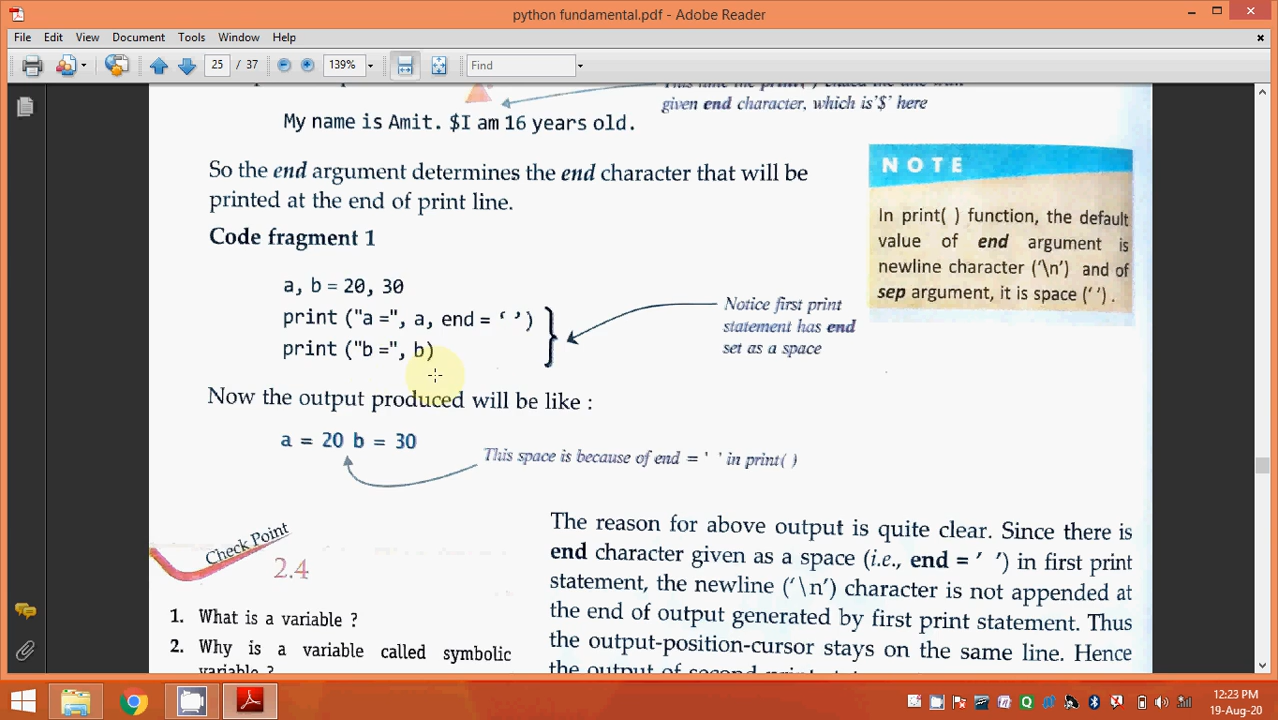 python fundamental.pdf - Adobe Reader
File Edit View Document Tools Window Help
25 / 37 139% Find
given end character, which is'$' here
My name is Amit. $I am 16 years old.
So the end argument determines the end character that will be
printed at the end of print line.
Code fragment 1
a, b = 20, 30
print ("a =", a, end = ‘ ’)
print ("b =", b)
Notice first print
statement has end
set as a space
NOTE
In print( ) function, the default
value of end argument is
newline character (‘\n’) and of
sep argument, it is space (‘ ’) .
Now the output produced will be like :
a = 20 b = 30
This space is because of end = ' ' in print( )
Check Point
2.4
1. What is a variable ?
2. Why is a variable called symbolic
variable ?
The reason for above output is quite clear. Since there is
end character given as a space (i.e., end = ’ ’) in first print
statement, the newline (‘\n’) character is not appended at
the end of output generated by first print statement. Thus
the output-position-cursor stays on the same line. Hence
12:23 PM
19-Aug-20